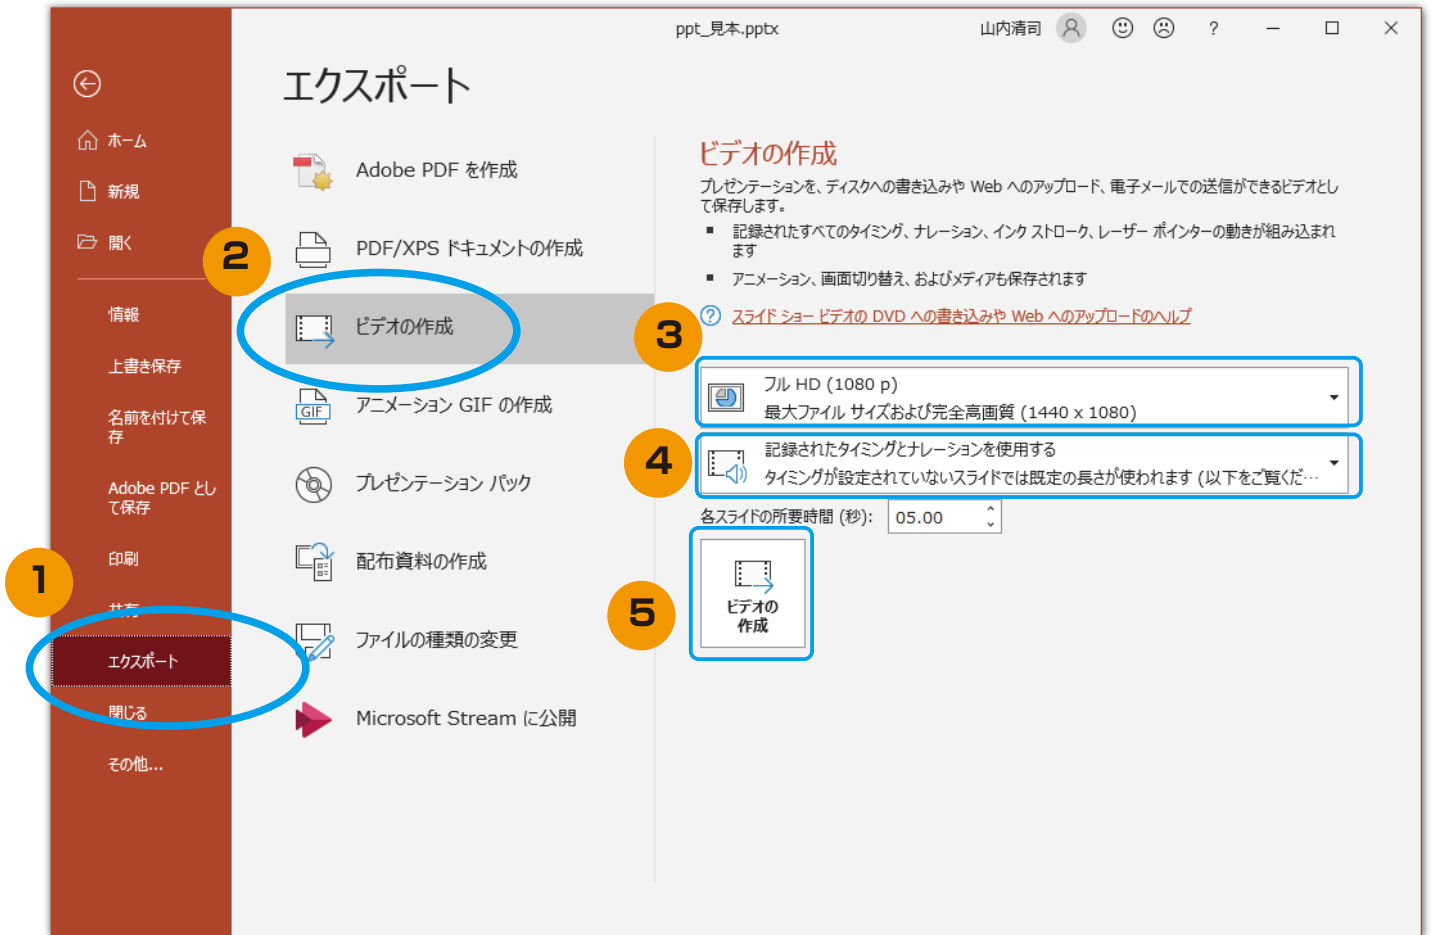 ppt_見本.pptx
山内清司
?
エクスポート
ホーム
新規
開く
情報
上書き保存
名前を付けて保
存
Adobe PDF とし
て保存
印刷
共有
エクスポート
閉じる
その他...
1
2
Adobe PDF を作成
PDF/XPS ドキュメントの作成
ビデオの作成
アニメーション GIF の作成
GIF
プレゼンテーション パック
配布資料の作成
ファイルの種類の変更
Microsoft Stream に公開
ビデオの作成
プレゼンテーションを、ディスクへの書き込みや Web へのアップロード、電子メールでの送信ができるビデオとし
て保存します。
■ 記録されたすべてのタイミング、ナレーション、インク ストローク、レーザー ポインターの動きが組み込まれ
ます
■ アニメーション、画面切り替え、およびメディアも保存されます
? スライド ショー ビデオの DVD への書き込みや Web へのアップロードのヘルプ
3
フル HD (1080 p)
最大ファイル サイズおよび完全高画質 (1440 x 1080)
4
記録されたタイミングとナレーションを使用する
タイミングが設定されていないスライドでは既定の長さが使われます (以下をご覧くだ…
各スライドの所要時間 (秒): 05.00
5
ビデオの
作成